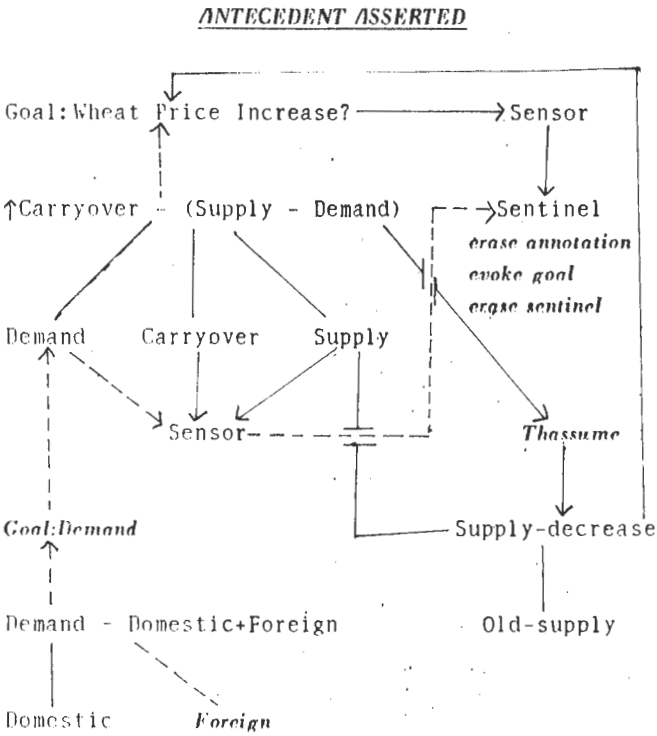 ANTECEDENT ASSERTED
Goal:Wheat Price Increase? Sensor
↑Carryover - (Supply - Demand) Sentinel
erase annotation
evoke goal
erase sentinel
Demand Carryover Supply
Sensor Thassume
Goal:Demand Supply-decrease
Demand - Domestic+Foreign Old-supply
Domestic Foreign